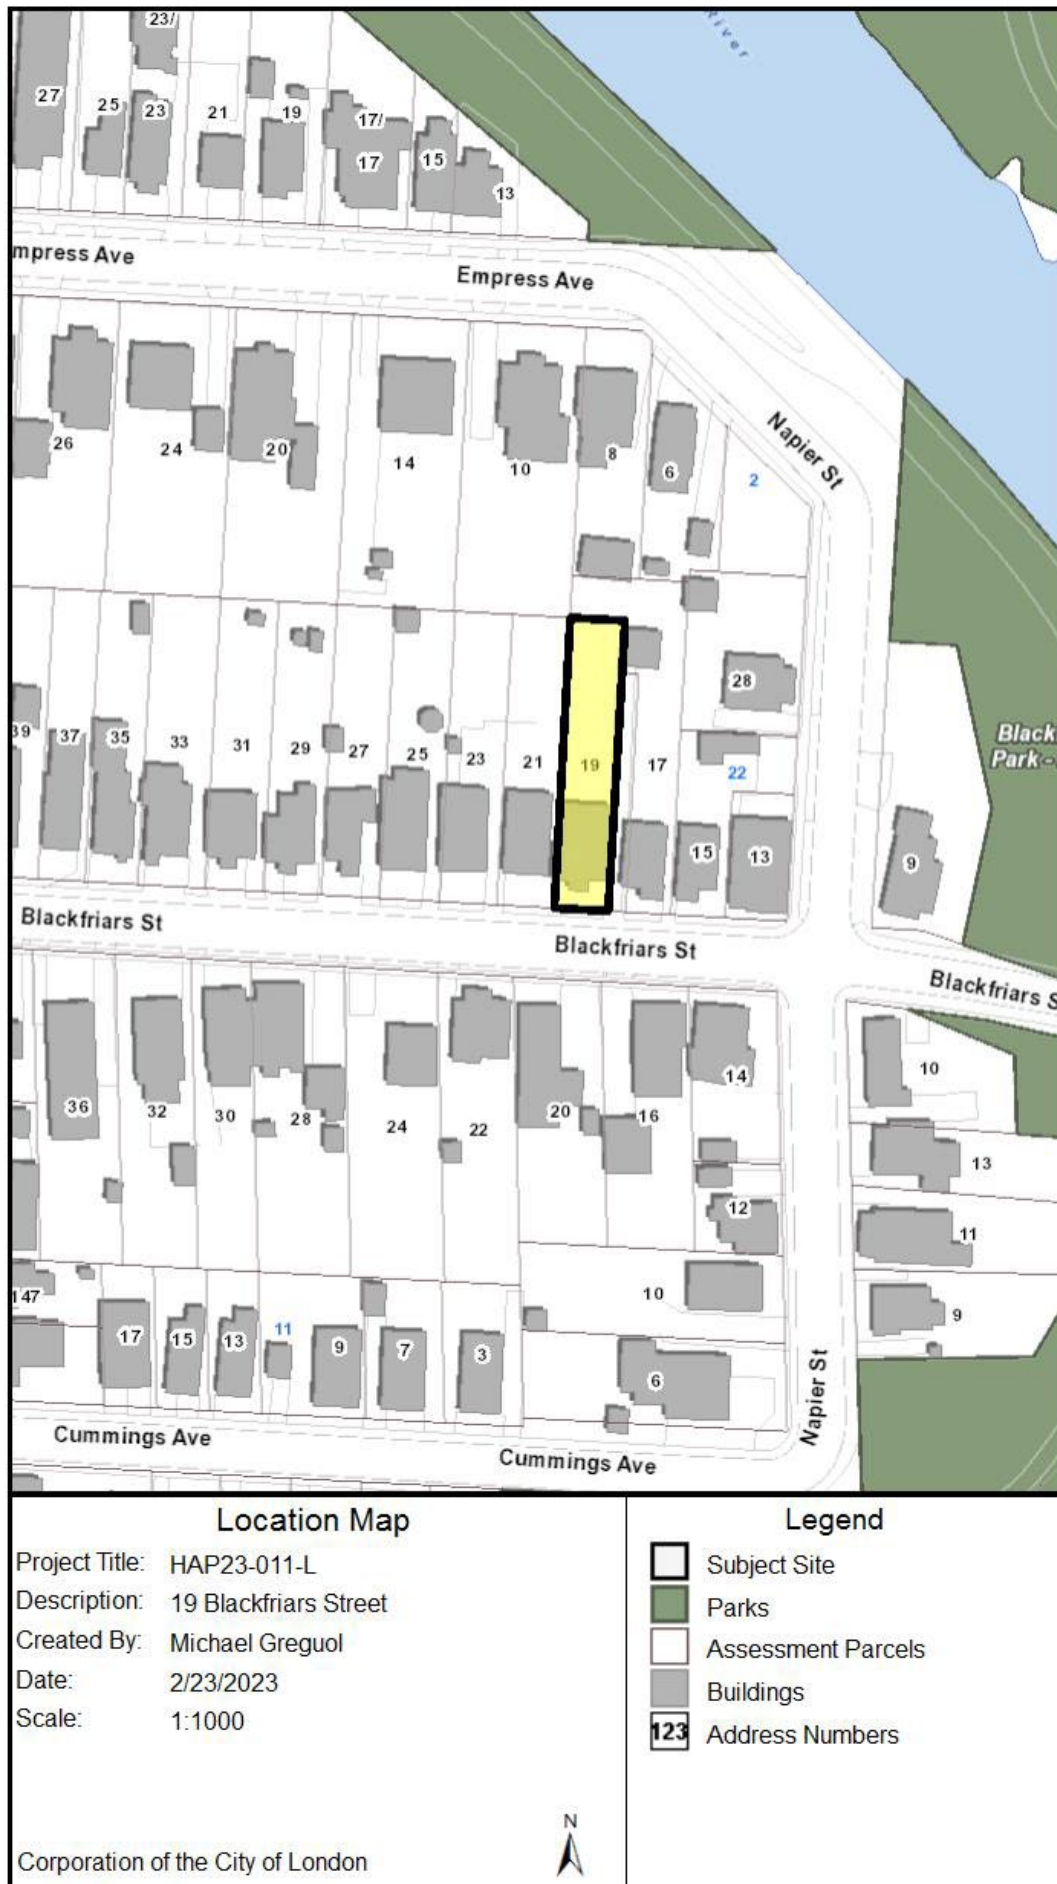 River
23/
27
25
23
21
19
17/
17
15
13
mpress Ave
Empress Ave
Napier St
26
24
20
14
10
8
6
2
28
39
37
35
33
31
29
27
25
23
21
19
17
22
15
13
9
Black
Park -
Blackfriars St
Blackfriars St
Blackfriars S
36
32
30
28
24
22
20
16
14
10
13
12
11
10
9
147
17
15
13
11
9
7
3
6
Napier St
Cummings Ave
Cummings Ave
Location Map
Project Title: HAP23-011-L
Description: 19 Blackfriars Street
Created By: Michael Greguol
Date: 2/23/2023
Scale: 1:1000
Corporation of the City of London
N
Legend
Subject Site
Parks
Assessment Parcels
Buildings
123 Address Numbers